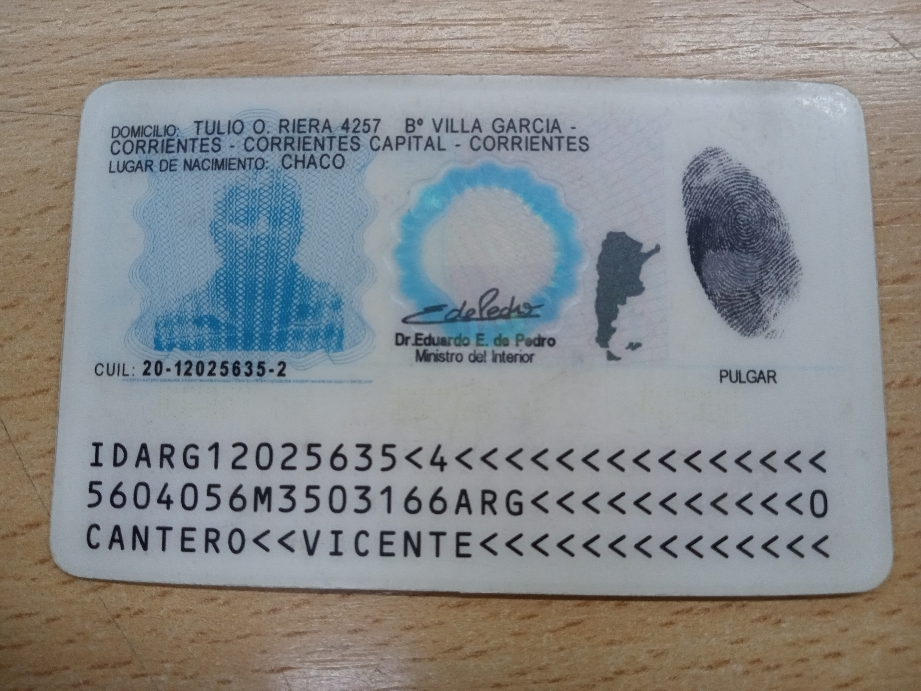 DOMICILIO: TULIO O. RIERA 4257 Bº VILLA GARCIA -
CORRIENTES - CORRIENTES CAPITAL - CORRIENTES
LUGAR DE NACIMIENTO: CHACO
EdePedro
Dr.Eduardo E. de Pedro
Ministro del Interior
CUIL: 20-12025635-2
PULGAR
IDARG12025635<4<<<<<<<<<<<<<<<
5604056M3503166ARG<<<<<<<<<<<0
CANTERO<<VICENTE<<<<<<<<<<<<<<